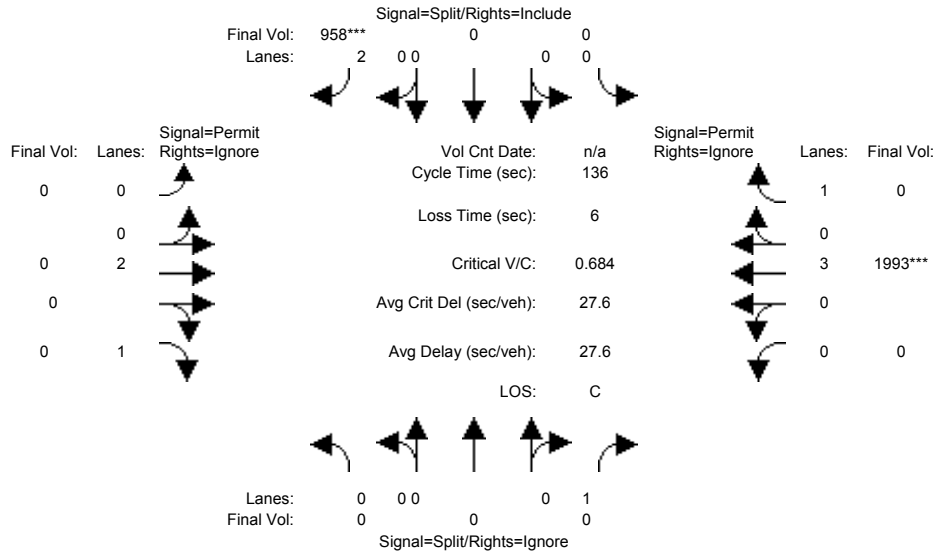 Signal=Split/Rights=Include
Final Vol: 958*** 0 0
Lanes: 2 0 0 0 0
Signal=Permit Signal=Permit
Final Vol: Lanes: Rights=Ignore Vol Cnt Date: n/a Rights=Ignore Lanes: Final Vol:
Cycle Time (sec): 136
0 0 1 0
Loss Time (sec): 6
0 0
0 2 Critical V/C: 0.684 3 1993***
0 Avg Crit Del (sec/veh): 27.6 0
0 1 Avg Delay (sec/veh): 27.6 0 0
LOS: C
Lanes: 0 0 0 0 1
Final Vol: 0 0 0
Signal=Split/Rights=Ignore